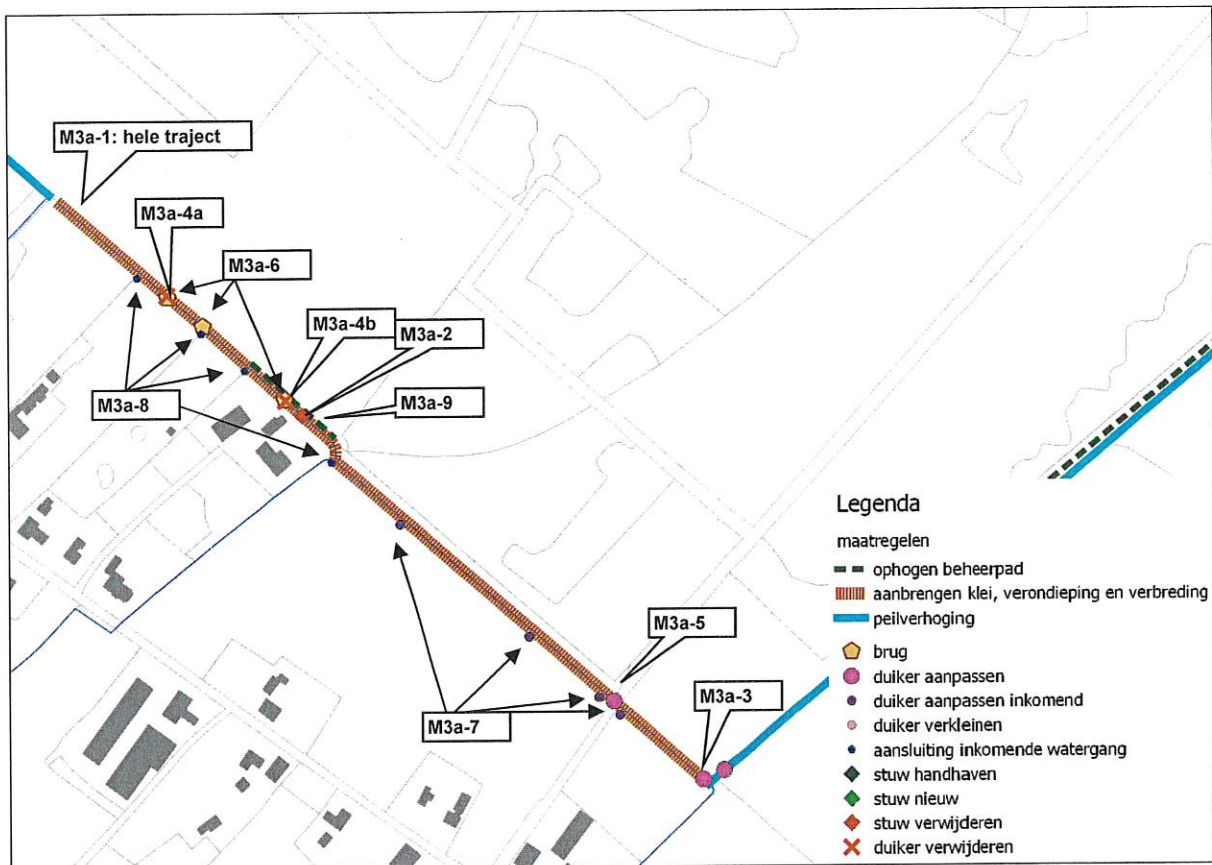 M3a-1: hele traject
M3a-4a
M3a-6
M3a-4b
M3a-2
M3a-8
M3a-9
M3a-5
M3a-7
M3a-3
Legenda
maatregelen
ophogen beheerpad
aanbrengen klei, verondieping en verbreding
peilverhoging
brug
duiker aanpassen
duiker aanpassen inkomend
duiker verkleinen
aansluiting inkomende watergang
stuw handhaven
stuw nieuw
stuw verwijderen
duiker verwijderen